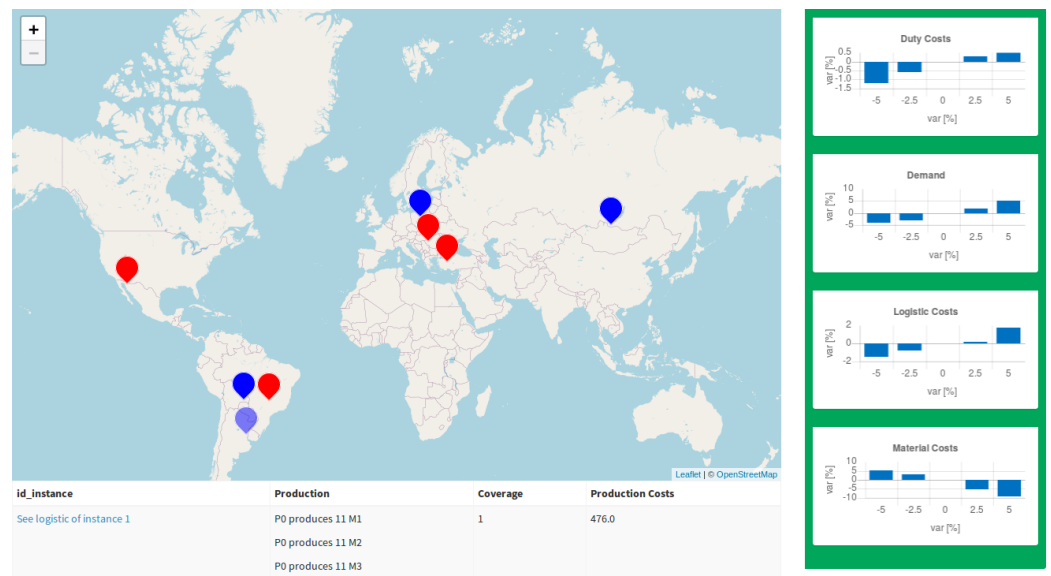 +
−
Leaflet | © OpenStreetMap
id_instance Production Coverage Production Costs
See logistic of instance 1 P0 produces 11 M1 1 476.0
P0 produces 11 M2
P0 produces 11 M3
Duty Costs
var [%]
0.5
0
-0.5
-1.0
-1.5
-5 -2.5 0 2.5 5
var [%]
Demand
var [%]
10
5
0
-5
-5 -2.5 0 2.5 5
var [%]
Logistic Costs
var [%]
2
0
-2
-5 -2.5 0 2.5 5
var [%]
Material Costs
var [%]
10
5
0
-5
-10
-5 -2.5 0 2.5 5
var [%]